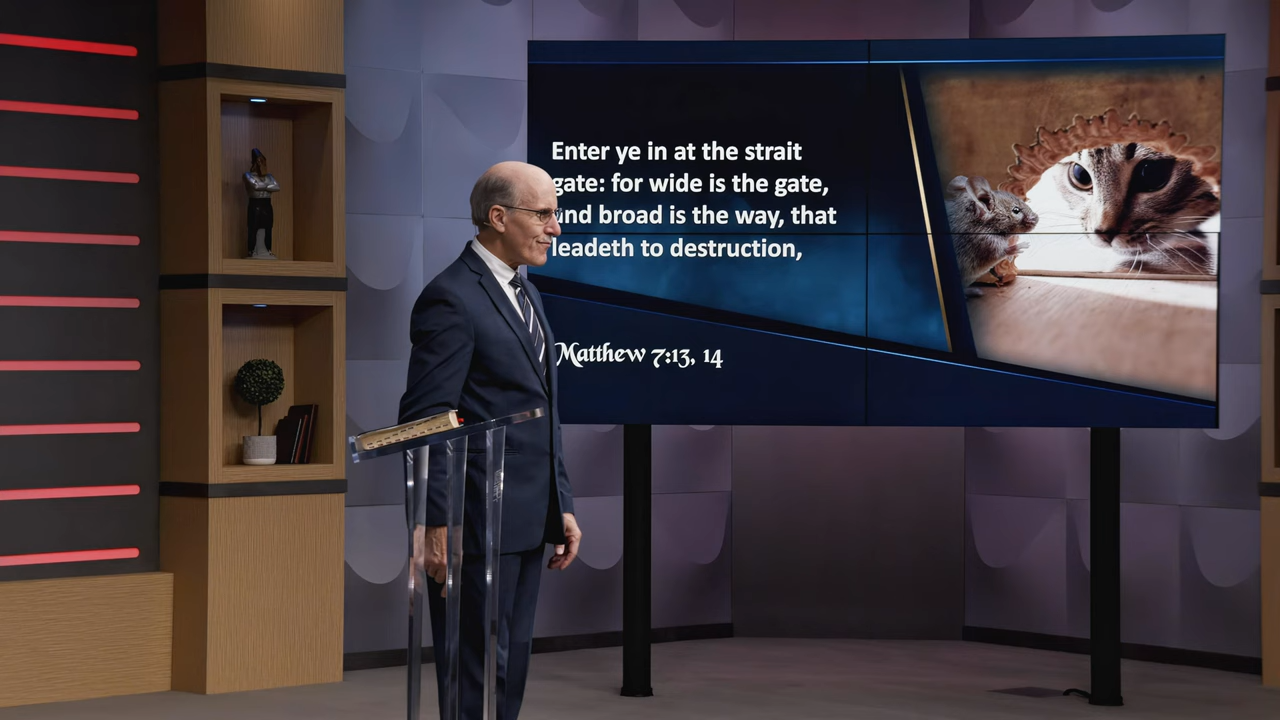 Enter ye in at the strait
gate: for wide is the gate,
and broad is the way, that
leadeth to destruction,
Matthew 7:13, 14